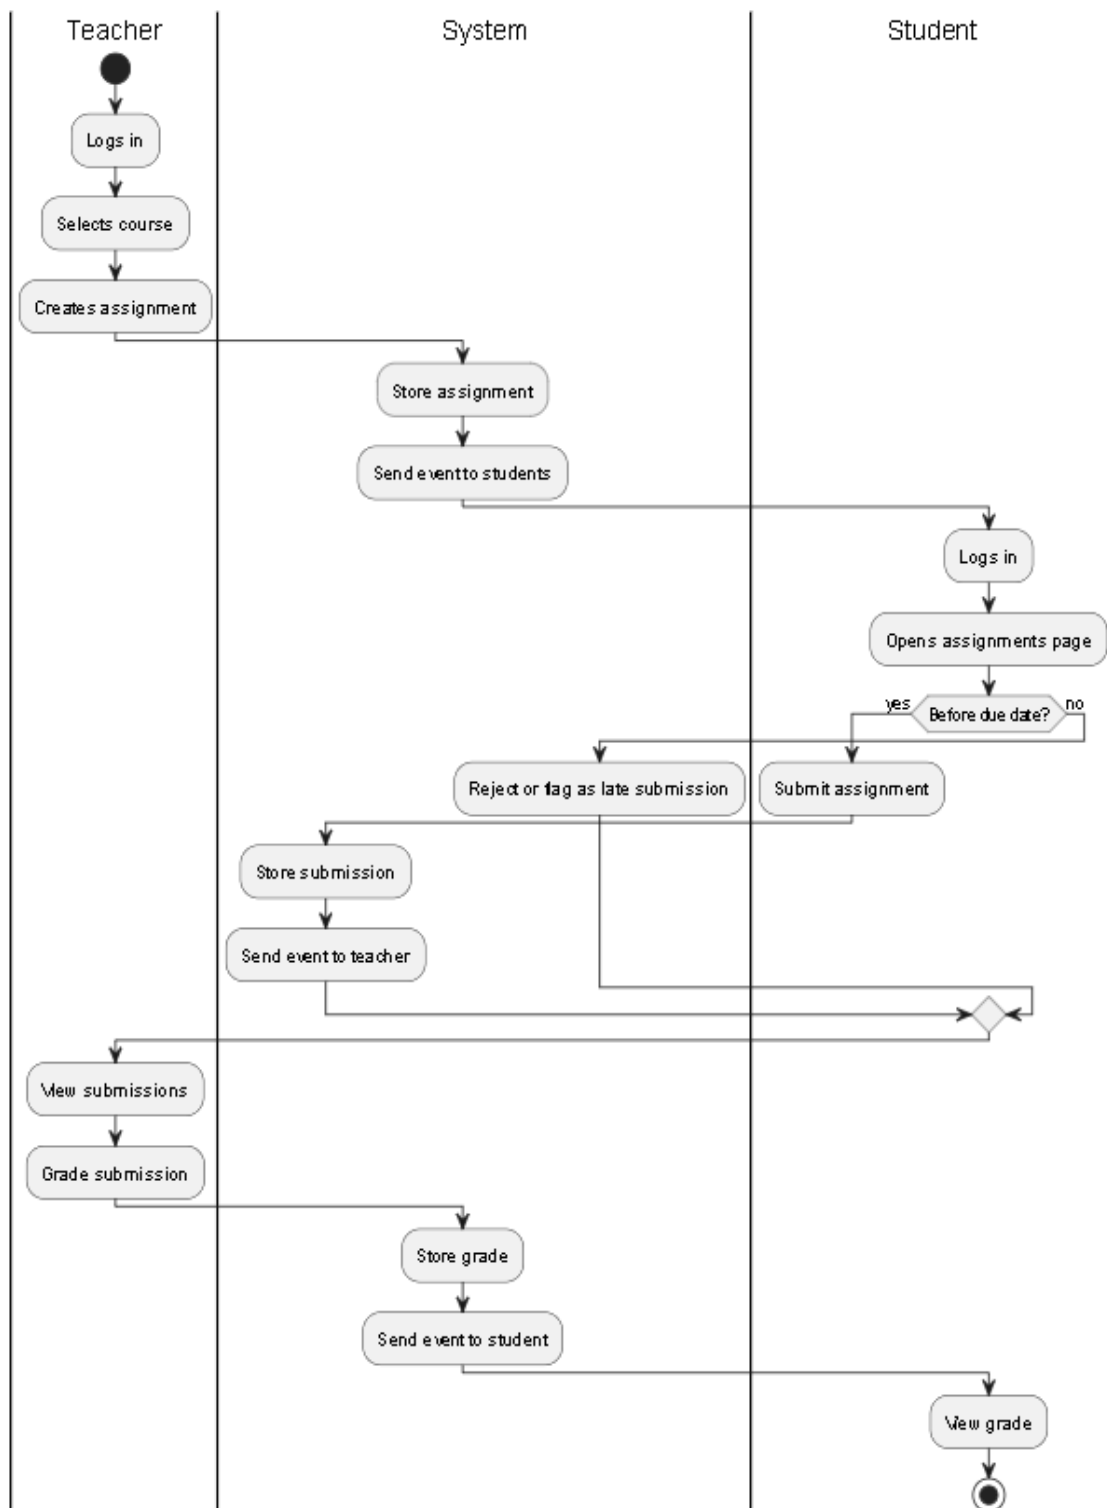 Teacher
System
Student
Logs in
Selects course
Creates assignment
Store assignment
Send event to students
Logs in
Opens assignments page
yes
Before due date?
no
Reject or flag as late submission
Submit assignment
Store submission
Send event to teacher
View submissions
Grade submission
Store grade
Send event to student
View grade